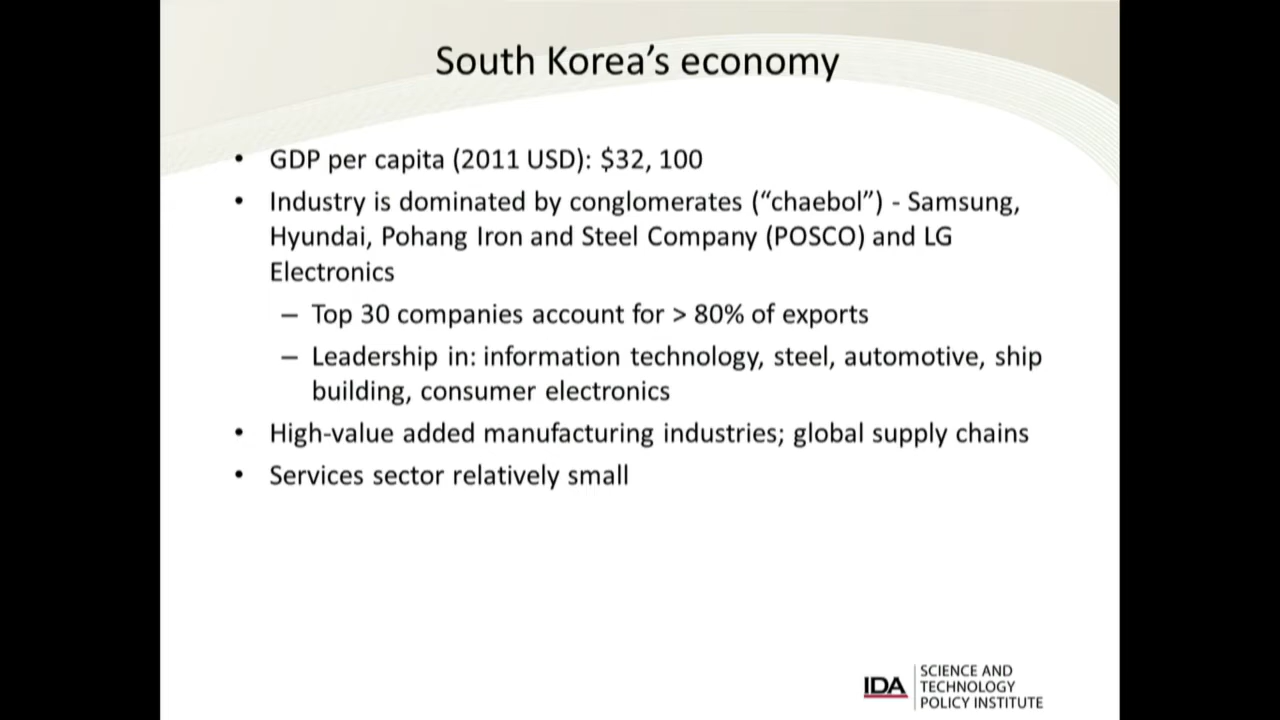 South Korea’s economy
• GDP per capita (2011 USD): $32, 100
• Industry is dominated by conglomerates (“chaebol”) - Samsung,
Hyundai, Pohang Iron and Steel Company (POSCO) and LG
Electronics
– Top 30 companies account for > 80% of exports
– Leadership in: information technology, steel, automotive, ship
building, consumer electronics
• High-value added manufacturing industries; global supply chains
• Services sector relatively small
IDA
SCIENCE AND
TECHNOLOGY
POLICY INSTITUTE